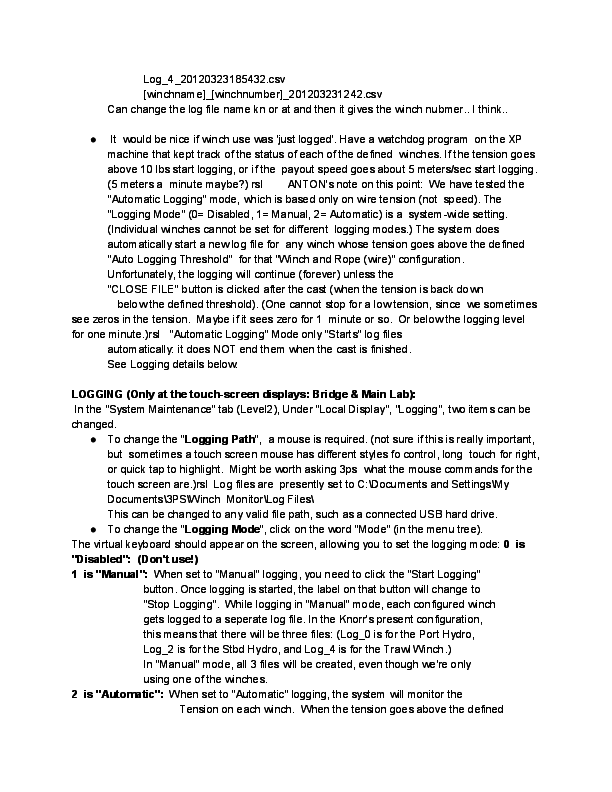 Log_4_20120323185432.csv
[winchname]_[winchnumber]_201203231242.csv
Can change the log file name kn or at and then it gives the winch nubmer.. I think..
● It would be nice if winch use was 'just logged'. Have a watchdog program on the XP
machine that kept track of the status of each of the defined winches. If the tension goes
above 10 lbs start logging, or if the payout speed goes about 5 meters/sec start logging.
(5 meters a minute maybe?) rsl ANTON's note on this point: We have tested the
"Automatic Logging" mode, which is based only on wire tension (not speed). The
"Logging Mode" (0= Disabled, 1= Manual, 2= Automatic) is a system-wide setting.
(Individual winches cannot be set for different logging modes.) The system does
automatically start a new log file for any winch whose tension goes above the defined
"Auto Logging Threshold" for that "Winch and Rope (wire)" configuration.
Unfortunately, the logging will continue (forever) unless the
"CLOSE FILE" button is clicked after the cast (when the tension is back down
below the defined threshold). (One cannot stop for a low tension, since we sometimes
see zeros in the tension. Maybe if it sees zero for 1 minute or so. Or below the logging level
for one minute.)rsl "Automatic Logging" Mode only "Starts" log files
automatically: it does NOT end them when the cast is finished.
See Logging details below.
LOGGING (Only at the touch-screen displays: Bridge & Main Lab):
In the "System Maintenance" tab (Level2), Under "Local Display", "Logging", two items can be
changed.
● To change the "Logging Path", a mouse is required. (not sure if this is really important,
but sometimes a touch screen mouse has different styles fo control, long touch for right,
or quick tap to highlight. Might be worth asking 3ps what the mouse commands for the
touch screen are.)rsl Log files are presently set to C:\Documents and Settings\My
Documents\3PS\Winch Monitor\Log Files\
This can be changed to any valid file path, such as a connected USB hard drive.
● To change the "Logging Mode", click on the word "Mode" (in the menu tree).
The virtual keyboard should appear on the screen, allowing you to set the logging mode: 0 is
"Disabled": (Don't use!)
1 is "Manual": When set to "Manual" logging, you need to click the "Start Logging"
button. Once logging is started, the label on that button will change to
"Stop Logging". While logging in "Manual" mode, each configured winch
gets logged to a seperate log file. In the Knorr's present configuration,
this means that there will be three files: (Log_0 is for the Port Hydro,
Log_2 is for the Stbd Hydro, and Log_4 is for the Trawl Winch.)
In "Manual" mode, all 3 files will be created, even though we're only
using one of the winches.
2 is "Automatic": When set to "Automatic" logging, the system will monitor the
Tension on each winch. When the tension goes above the defined